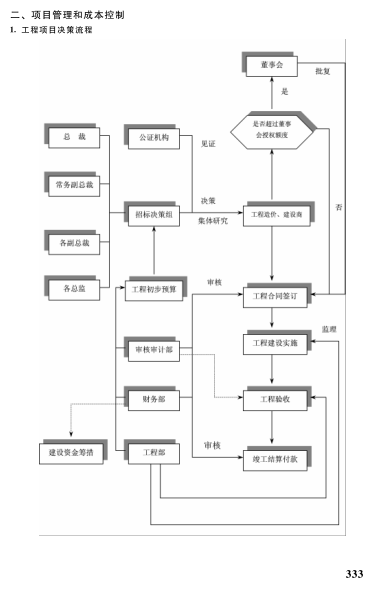 二、项目管理和成本控制
1. 工程项目决策流程
董事会
批复
是
是否超过董事
会授权额度
总 裁
公证机构
见证
常务副总裁
决策
招标决策组
集体研究
工程造价、建设商
否
各副总裁
各总监
工程初步预算
审核
工程合同签订
监理
审核审计部
工程建设实施
财务部
工程验收
建设资金筹措
工程部
审核
竣工结算付款
333